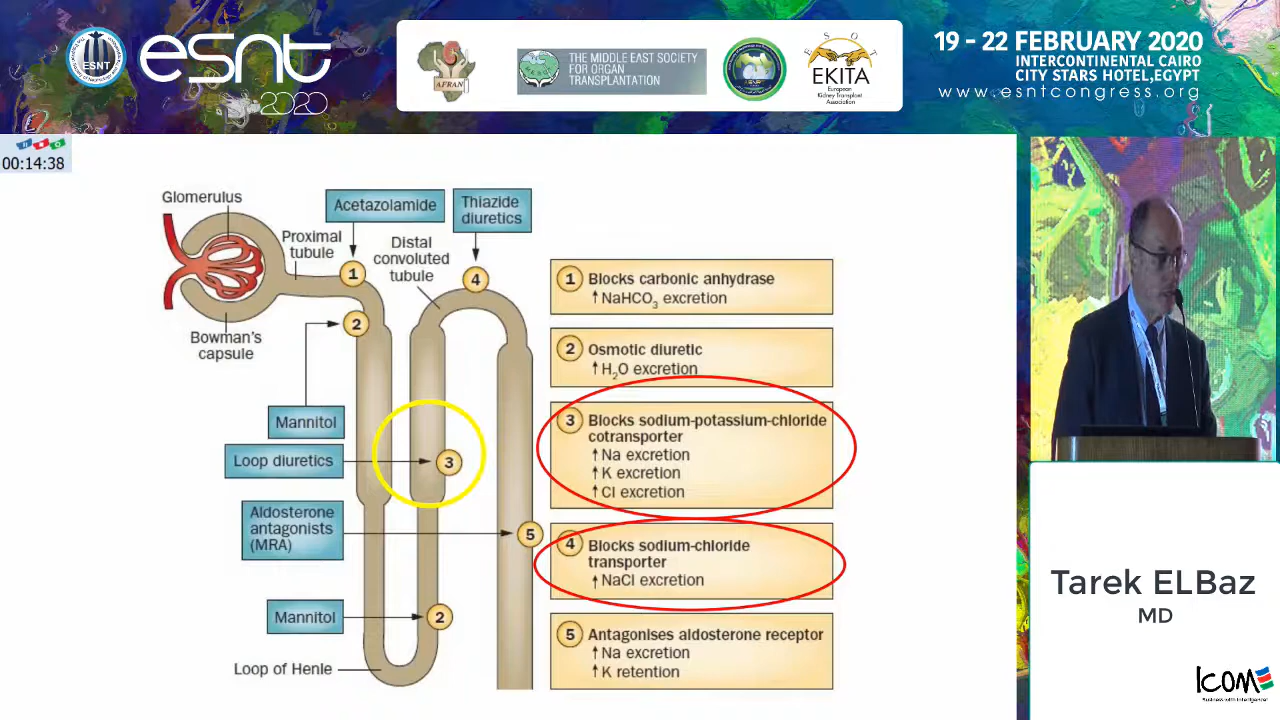 ESNT
esnt
2020
AFRAN
THE MIDDLE EAST SOCIETY
FOR ORGAN
TRANSPLANTATION
E S O T
EKITA
European
Kidney Transplant
Association
19 - 22 FEBRUARY 2020
INTERCONTINENTAL CAIRO
CITY STARS HOTEL,EGYPT
www.esntcongress.org
00:14:38
Glomerulus
Acetazolamide
Thiazide
diuretics
Proximal
tubule
Distal
convoluted
tubule
1
4
2
Bowman's
capsule
Mannitol
Loop diuretics
3
Aldosterone
antagonists
(MRA)
5
Mannitol
2
Loop of Henle
1 Blocks carbonic anhydrase
↑NaHCO₃ excretion
2 Osmotic diuretic
↑H₂O excretion
3 Blocks sodium-potassium-chloride
cotransporter
↑Na excretion
↑K excretion
↑Cl excretion
4 Blocks sodium-chloride
transporter
↑NaCl excretion
5 Antagonises aldosterone receptor
↑Na excretion
↑K retention
Tarek ELBaz
MD
ICOM
Business with Intelligence